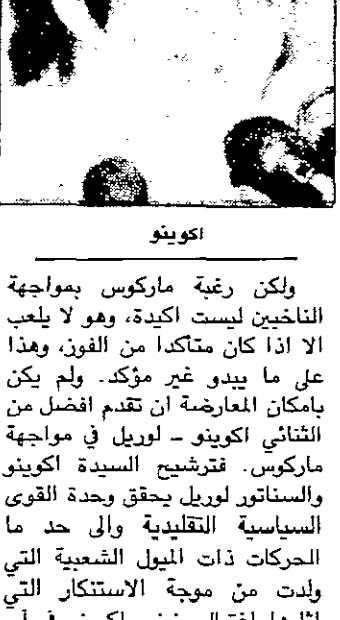 اكوينو
ولكن رغبة ماركوس بمواجهة
الناخبين ليست اكيدة، وهو لا يلعب
الا اذا كان متأكدا من الفوز، وهذا
على ما يبدو غير مؤكد. ولم يكن
بامكان المعارضة ان تقدم افضل من
الثنائي اكوينو ــ لوريل في مواجهة
ماركوس. فترشيح السيدة اكوينو
والسناتور لوريل يحقق وحدة القوى
السياسية التقليدية والى حد ما
الحركات ذات الميول الشعبية التي
ولدت من موجة الاستنكار التي